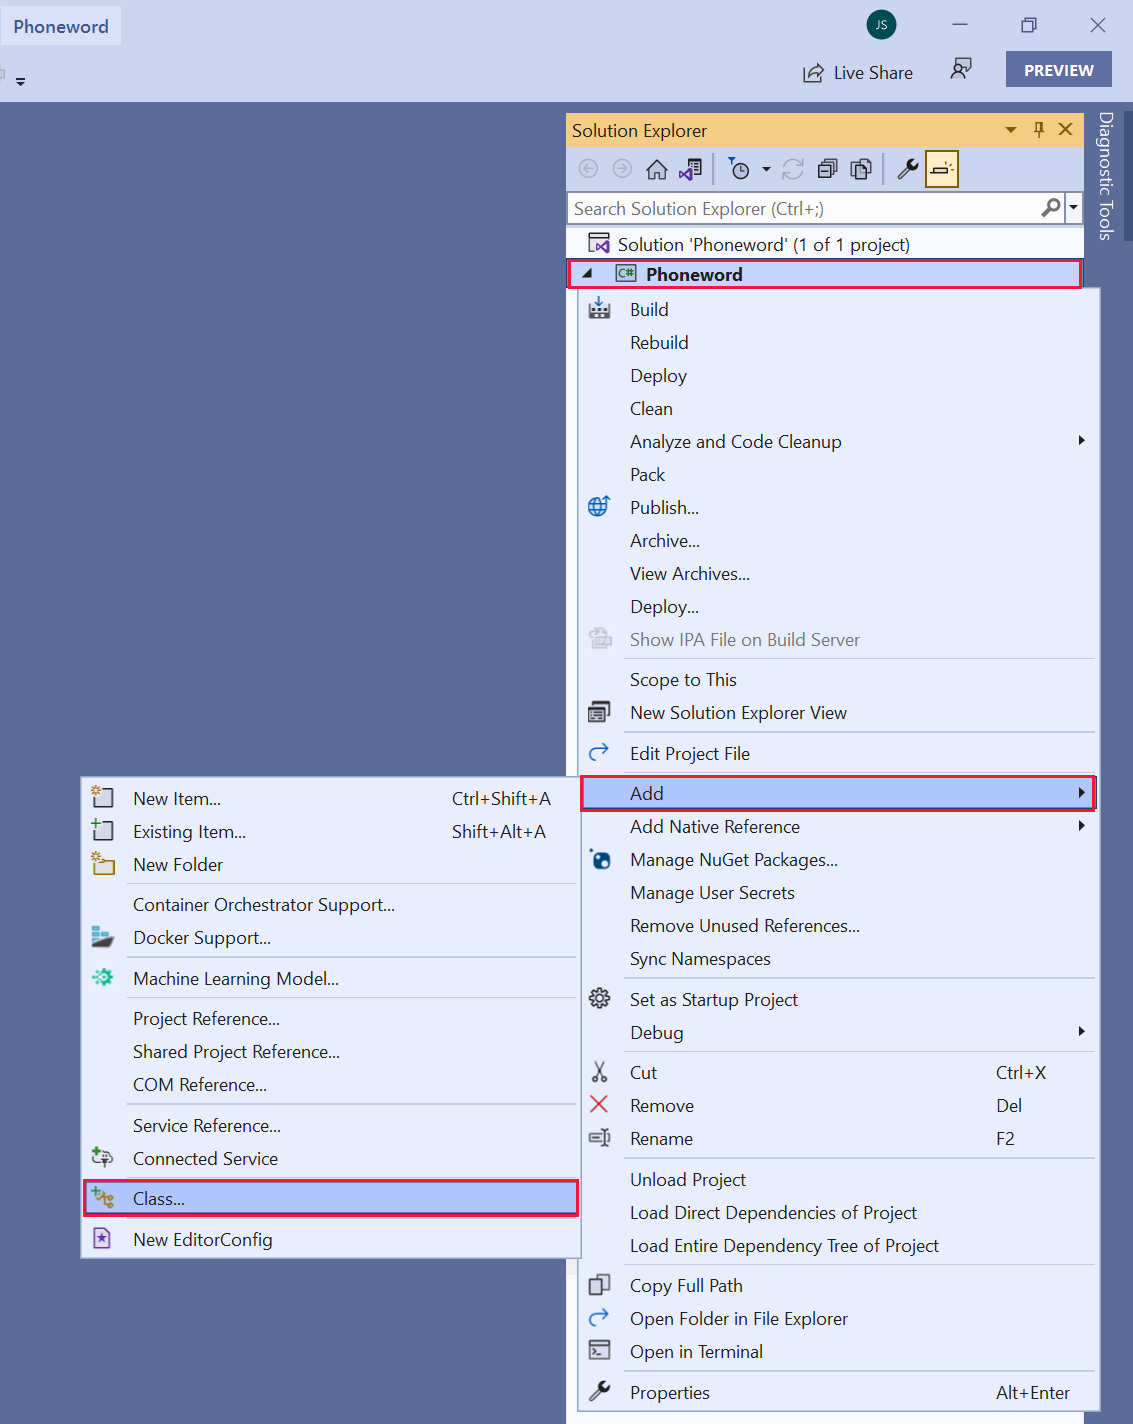 Phoneword
JS
Live Share
PREVIEW
Solution Explorer
Diagnostic Tools
Search Solution Explorer (Ctrl+;)
Solution 'Phoneword' (1 of 1 project)
C# Phoneword
Build
Rebuild
Deploy
Clean
Analyze and Code Cleanup
Pack
Publish...
Archive...
View Archives...
Deploy...
Show IPA File on Build Server
Scope to This
New Solution Explorer View
Edit Project File
Add
Add Native Reference
Manage NuGet Packages...
Manage User Secrets
Remove Unused References...
Sync Namespaces
Set as Startup Project
Debug
Cut Ctrl+X
Remove Del
Rename F2
Unload Project
Load Direct Dependencies of Project
Load Entire Dependency Tree of Project
Copy Full Path
Open Folder in File Explorer
Open in Terminal
Properties Alt+Enter
New Item... Ctrl+Shift+A
Existing Item... Shift+Alt+A
New Folder
Container Orchestrator Support...
Docker Support...
Machine Learning Model...
Project Reference...
Shared Project Reference...
COM Reference...
Service Reference...
Connected Service
Class...
New EditorConfig